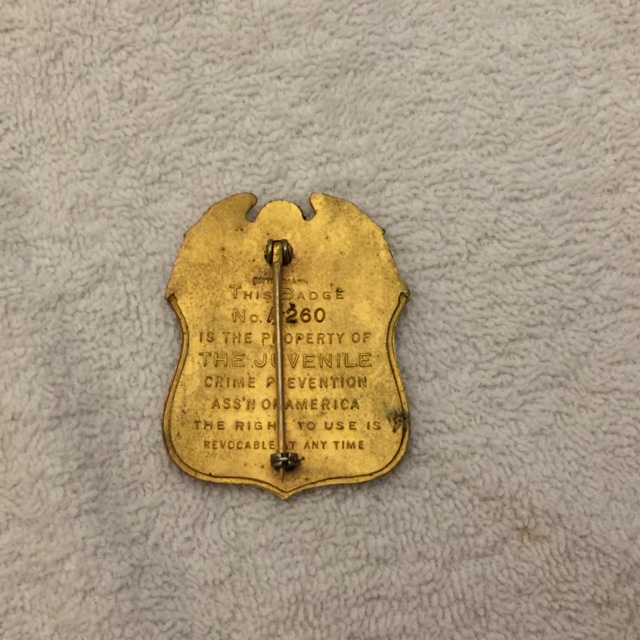 THIS BADGE
No. A260
IS THE PROPERTY OF
THE JUVENILE
CRIME PREVENTION
ASS'N OF AMERICA
THE RIGHT TO USE IS
REVOCABLE AT ANY TIME